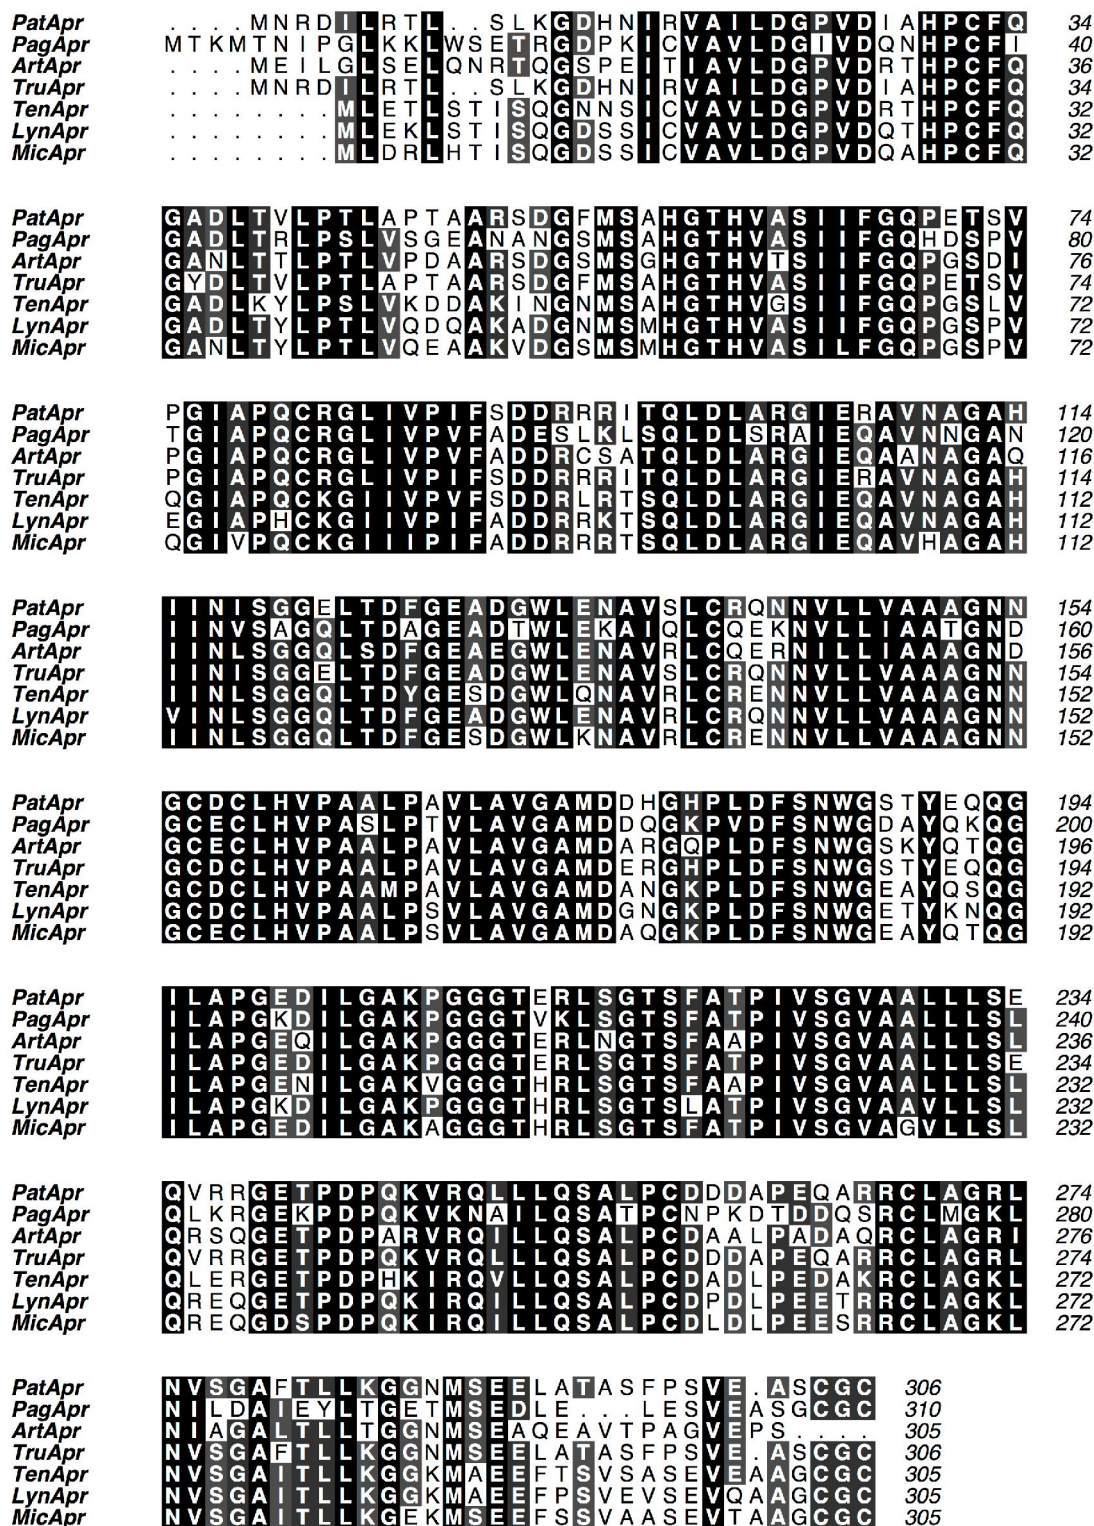 PatApr ....MNRDILRTL..SLKGDHNIRVAILDGPVDIAHPCFQ 34
PagApr MTKMTNIPGLKKLWSETRGDPKICVAVLDGIVDQNHPCFI 40
ArtApr ....MEILGLSELQNRTQGSPEITIAVLDGPVDRTHPCFQ 36
TruApr ....MNRDILRTL..SLKGDHNIRVAILDGPVDIAHPCFQ 34
TenApr ........MLETLSTISQGNNSICVAVLDGPVDRTHPCFQ 32
LynApr ........MLEKLSTISQGDSSICVAVLDGPVDQTHPCFQ 32
MicApr ........MLDRLHTISQGDSSICVAVLDGPVDQAHPCFQ 32
PatApr GADLTVLPTLAPTAARSDGFMSAHGTHVASIIFGQPETSV 74
PagApr GADLTRLPSLVSGEANANGSMSAHGTHVASIIFGQHDSPV 80
ArtApr GANLTTLPTLVPDAARSDGSMSGHGTHVTSIIFGQPGSDI 76
TruApr GYDLTVLPTLAPTAARSDGFMSAHGTHVASIIFGQPETSV 74
TenApr GADLKYLPSLVKDDAKINGNMSAHGTHVGSIIFGQPGSLV 72
LynApr GADLTYLPTLVQDQAKADGNMSMHGTHVASIIFGQPGSPV 72
MicApr GANLTYLPTLVQEAAKVDGSMSMHGTHVASILFGQPGSPV 72
PatApr PGIAPQCRGLIVPIFSDDRRRITQLDLARGIERAVNAGAH 114
PagApr TGIAPQCRGLIVPVFADESLKLSQLDLSRAIEQAVNNGAN 120
ArtApr PGIAPQCRGLIVPVFADDRCSATQLDLARGIEQAANAGAQ 116
TruApr PGIAPQCRGLIVPIFSDDRRRITQLDLARGIERAVNAGAH 114
TenApr QGIAPQCKGIIVPVFSDDRLRTSQLDLARGIEQAVNAGAH 112
LynApr EGIAPHCKGIIVPIFADDRRKTSQLDLARGIEQAVNAGAH 112
MicApr QGIVPQCKGIIIPIFADDRRRTSQLDLARGIEQAVHAGAH 112
PatApr IINISGGELTDFGEADGWLENAVSLCRQNNVLLVAAAGNN 154
PagApr IINVSAGQLTDAGEADTWLEKAIQLCQEKNVLLIAATGND 160
ArtApr IINLSGGQLSDFGEAEGWLENAVRLCQERNILLIAAAGND 156
TruApr IINISGGELTDFGEADGWLENAVSLCRQNNVLLVAAAGNN 154
TenApr IINLSGGQLTDYGESDGWLQNAVRLCRENNVLLVAAAGNN 152
LynApr VINLSGGQLTDFGEADGWLENAVRLCRQNNVLLVAAAGNN 152
MicApr IINLSGGQLTDFGESDGWLKNAVRLCRENNVLLVAAAGNN 152
PatApr GCDCLHVPAALPAVLAVGAMDDHGHPLDFSNWGSTYEQQG 194
PagApr GCECLHVPASLPTVLAVGAMDDQGKPVDFSNWGDAYQKQG 200
ArtApr GCECLHVPAALPAVLAVGAMDARGQPLDFSNWGSKYQTQG 196
TruApr GCDCLHVPAALPAVLAVGAMDERGHPLDFSNWGSTYEQQG 194
TenApr GCDCLHVPAAMPAVLAVGAMDANGKPLDFSNWGEAYQSQG 192
LynApr GCDCLHVPAALPSVLAVGAMDGNGKPLDFSNWGETYKNQG 192
MicApr GCECLHVPAALPSVLAVGAMDAQGKPLDFSNWGEAYQTQG 192
PatApr ILAPGEDILGAKPGGGTERLSGTSFATPIVSGVAALLLSE 234
PagApr ILAPGKDILGAKPGGGTVKLSGTSFATPIVSGVAALLLSL 240
ArtApr ILAPGEQILGAKPGGGTERLNGTSFAAPIVSGVAALLLSL 236
TruApr ILAPGEDILGAKPGGGTERLSGTSFATPIVSGVAALLLSE 234
TenApr ILAPGENILGAKVGGGTHRLSGTSFAAPIVSGVAALLLSL 232
LynApr ILAPGKDILGAKPGGGTHRLSGTSLATPIVSGVAAVLLSL 232
MicApr ILAPGEDILGAKAGGGTHRLSGTSFATPIVSGVAGVLLSL 232
PatApr QVRRGETPDPQKVRQLLLQSALPCDDDAPEQARRCLAGRL 274
PagApr QLKRGEKPDPQKVKNAILQSATPCNPKDTDDQSRCLMGKL 280
ArtApr QRSQGETPDPARVRQILLQSALPCDAALPADAQRCLAGRI 276
TruApr QVRRGETPDPQKVRQLLLQSALPCDDDAPEQARRCLAGRL 274
TenApr QLERGETPDPHKIRQVLLQSALPCDADLPEDAKRCLAGKL 272
LynApr QREQGETPDPQKIRQILLQSALPCDPDLPEETRRCLAGKL 272
MicApr QREQGDSPDPQKIRQILLQSALPCDLDLPEESRRCLAGKL 272
PatApr NVSGAFTLLKGGNMSEELATASFPSVE.ASCGC 306
PagApr NILDAIEYLTGETMSEDLE...LESVEASGCGC 310
ArtApr NIAGALTLLTGGNMSEAQEAVTPAGVEPS.... 305
TruApr NVSGAFTLLKGGNMSEELATASFPSVE.ASCGC 306
TenApr NVSGAITLLKGGKMAEEFTSVSASEVEAAGCGC 305
LynApr NVSGAITLLKGGKMAEEFPSVEVSEVQAAGCGC 305
MicApr NVSGAITLLKGEKMSEEFSSVAASEVTAAGCGC 305